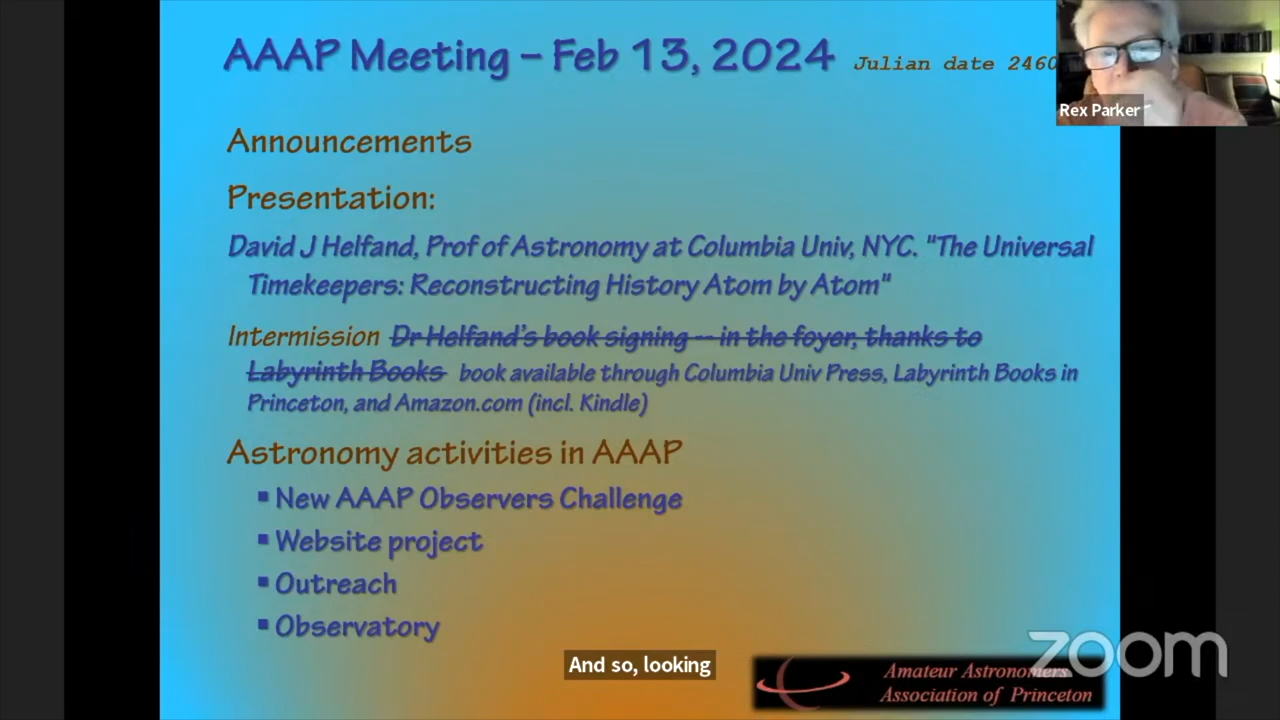 AAAP Meeting – Feb 13, 2024 Julian date 2460
Rex Parker
Announcements
Presentation:
David J Helfand, Prof of Astronomy at Columbia Univ, NYC. "The Universal
Timekeepers: Reconstructing History Atom by Atom"
Intermission Dr Helfand's book signing -- in the foyer, thanks to
Labyrinth Books book available through Columbia Univ Press, Labyrinth Books in
Princeton, and Amazon.com (incl. Kindle)
Astronomy activities in AAAP
▪ New AAAP Observers Challenge
▪ Website project
▪ Outreach
▪ Observatory
And so, looking
zoom
Amateur Astronomers
Association of Princeton